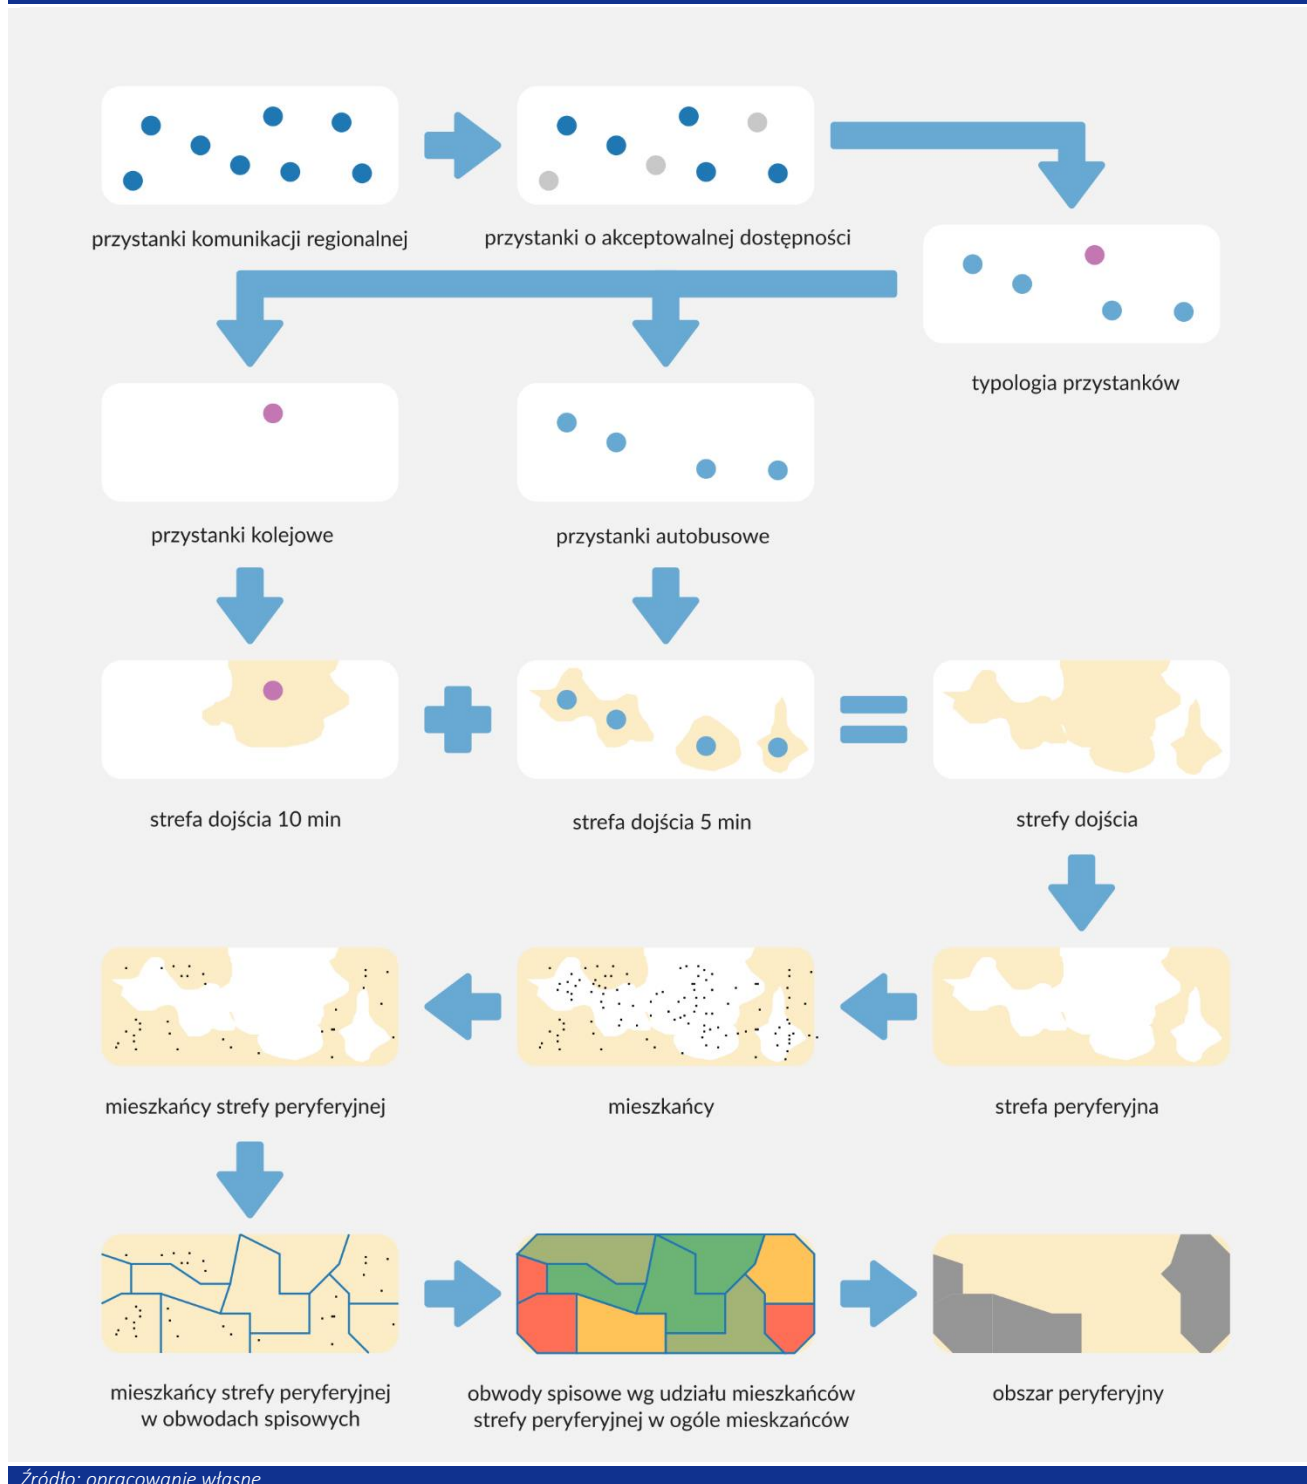 przystanki komunikacji regionalnej
przystanki o akceptowalnej dostępności
typologia przystanków
przystanki kolejowe
przystanki autobusowe
strefa dojścia 10 min
strefa dojścia 5 min
strefy dojścia
mieszkańcy strefy peryferyjnej
mieszkańcy
strefa peryferyjna
mieszkańcy strefy peryferyjnej
w obwodach spisowych
obwody spisowe wg udziału mieszkańców
strefy peryferyjnej w ogóle mieskzańców
obszar peryferyjny
Źródło: opracowanie własne